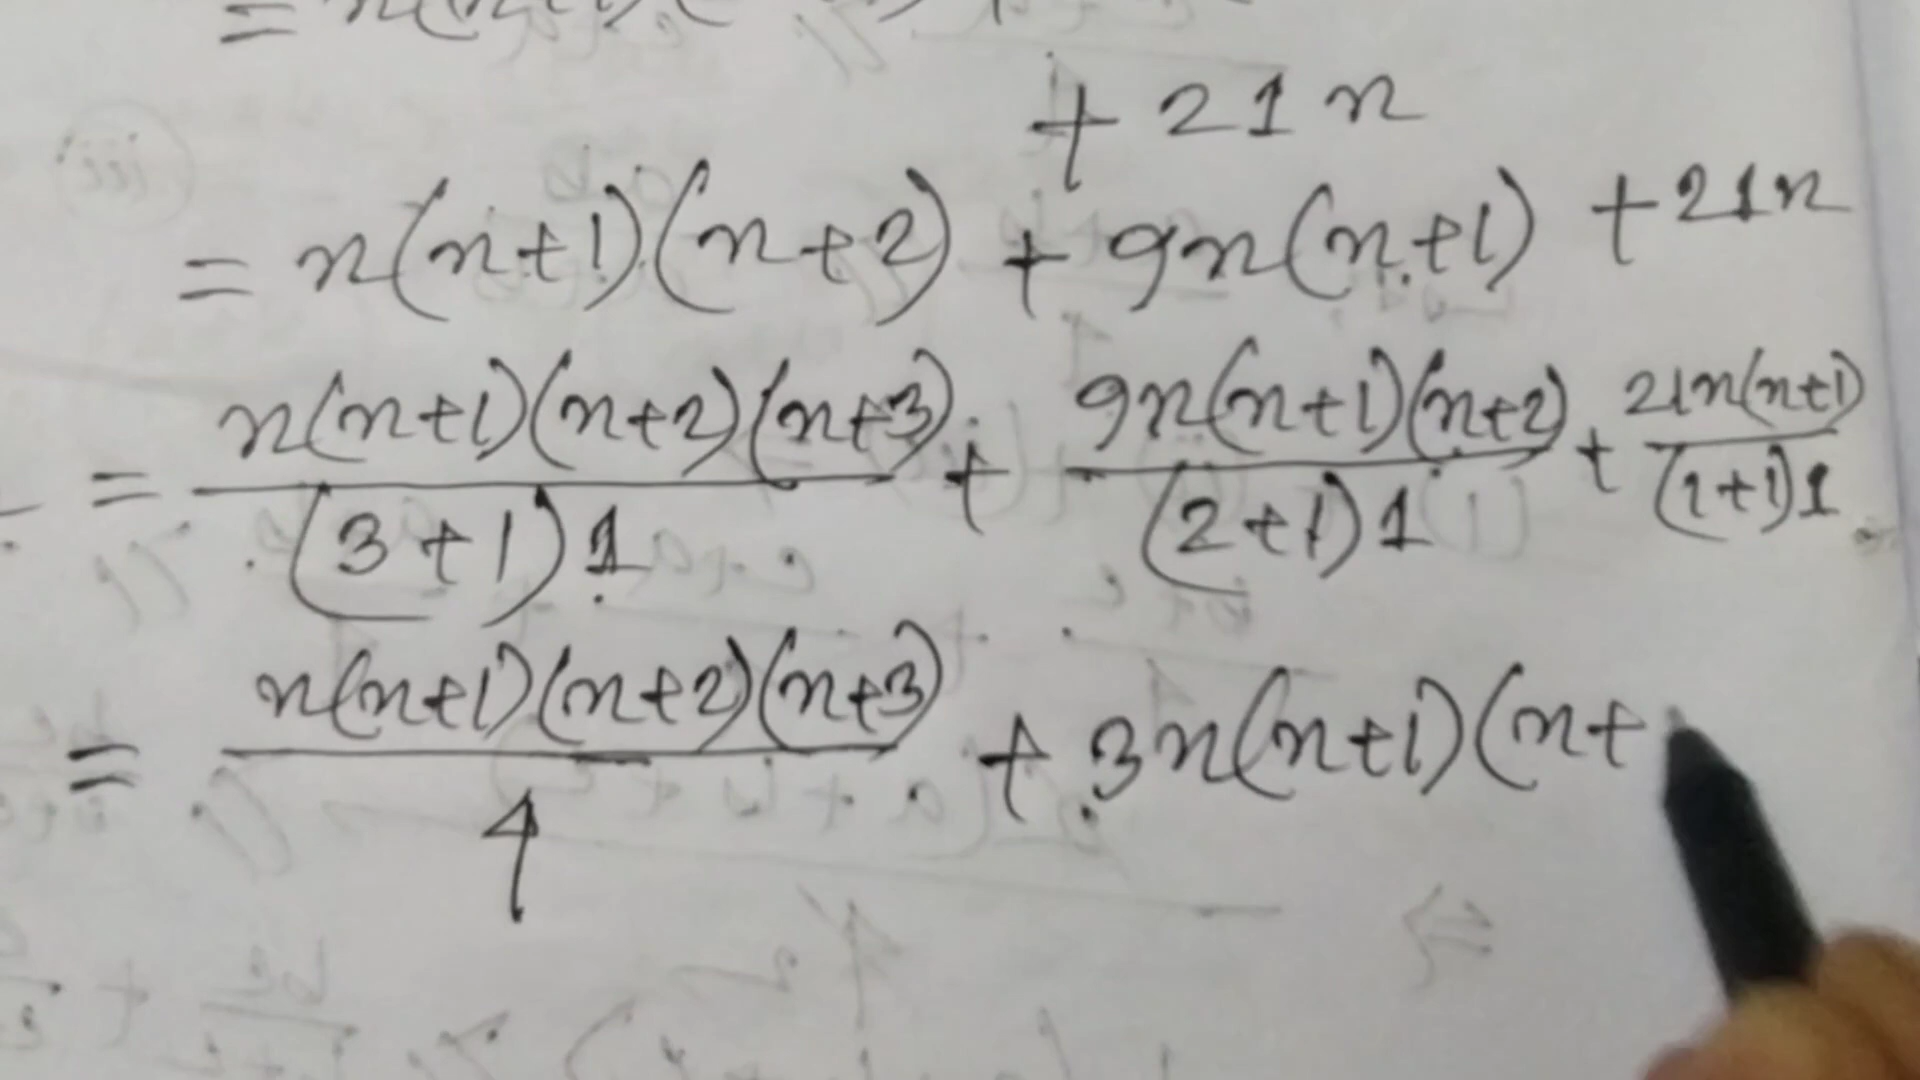 + 21n
= n(n+1)(n+2) + 9n(n+1) + 21n
= n(n+1)(n+2)(n+3) / (3+1)1 + 9n(n+1)(n+2) / (2+1)1 + 21n(n+1) / (1+1)1
= n(n+1)(n+2)(n+3) / 4 + 3n(n+1)(n+